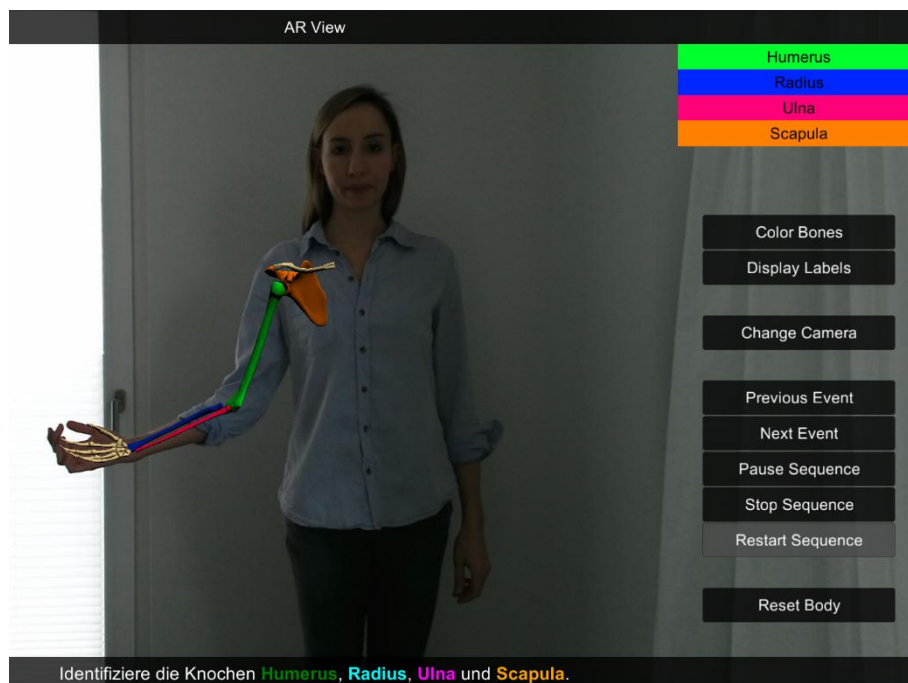 AR View
Humerus
Radius
Ulna
Scapula
Color Bones
Display Labels
Change Camera
Previous Event
Next Event
Pause Sequence
Stop Sequence
Restart Sequence
Reset Body
Identifiziere die Knochen Humerus, Radius, Ulna und Scapula.